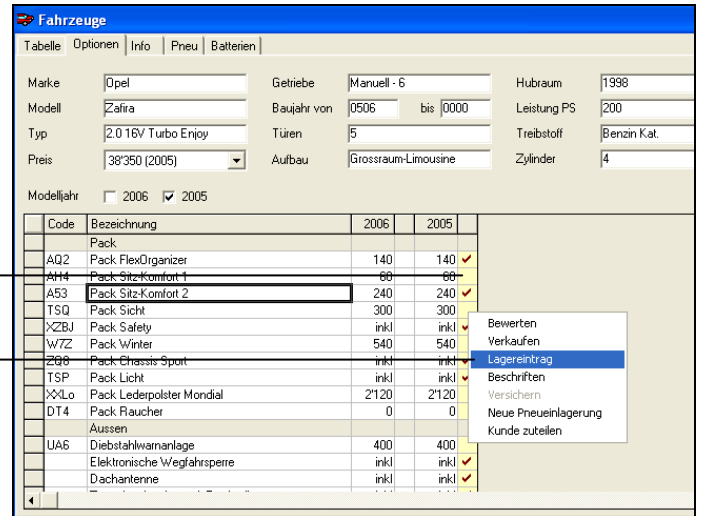 Fahrzeuge
Tabelle Optionen Info Pneu Batterien
Marke Opel Getriebe Manuell - 6 Hubraum 1998
Modell Zafira Baujahr von 0506 bis 0000 Leistung PS 200
Typ 2.0 16V Turbo Enjoy Türen 5 Treibstoff Benzin Kat.
Preis 38'350 (2005) Aufbau Grossraum-Limousine Zylinder 4
Modelljahr 2006 2005
Code Bezeichnung 2006 2005
Pack
AQ2 Pack FlexOrganizer 140 140
AH4 Pack Sitz-Komfort 1 60 60
A53 Pack Sitz-Komfort 2 240 240
TSQ Pack Sicht 300 300
XZBJ Pack Safety inkl inkl
W7Z Pack Winter 540 540
ZQ8 Pack Chassis Sport inkl inkl
TSP Pack Licht inkl inkl
XXLo Pack Lederpolster Mondial 2'120 2'120
DT4 Pack Raucher 0 0
Aussen
UA6 Diebstahlwarnanlage 400 400
Elektronische Wegfahrsperre inkl inkl
Dachantenne inkl inkl
Bewerten
Verkaufen
Lagereintrag
Beschriften
Versichern
Neue Pneueinlagerung
Kunde zuteilen